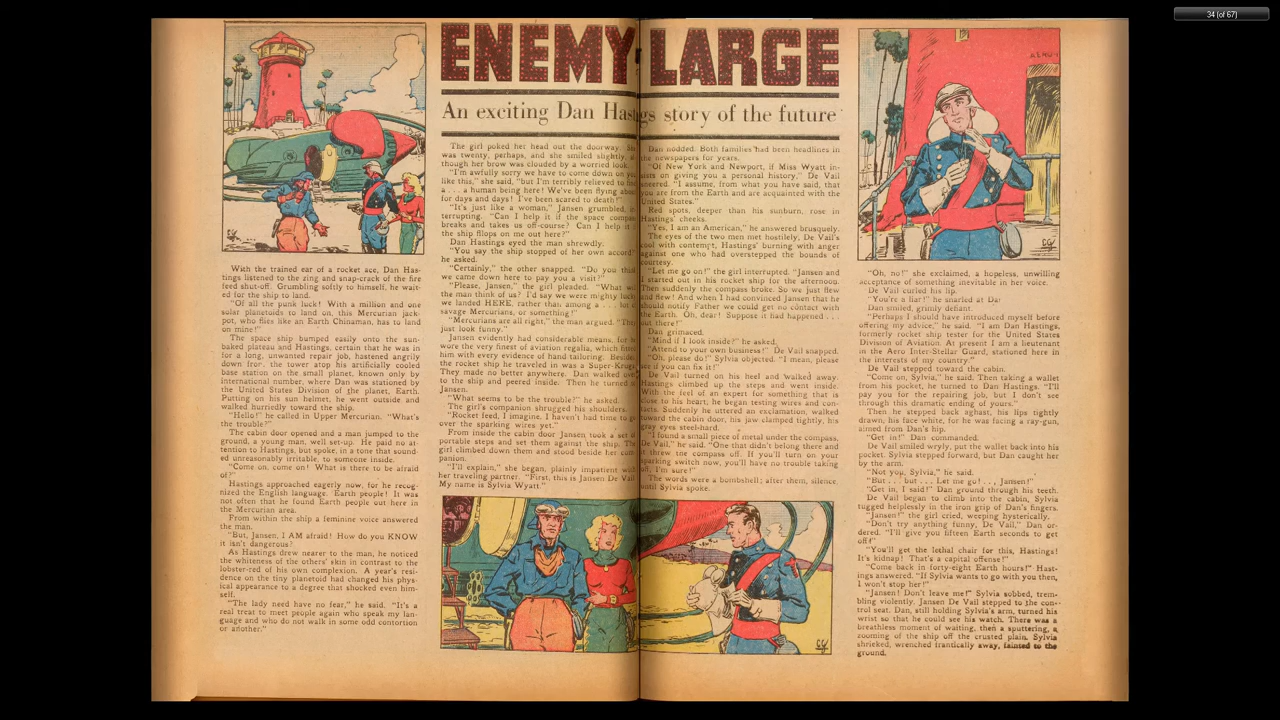 34 (of 67)
ENEMY LARGE
An exciting Dan Hastings story of the future
With the trained ear of a rocket ace, Dan Has-
tings listened to the zing and snap-crack of the fire
feed shut-off. Grumbling softly to himself, he wait-
ed for the ship to land.
"Of all the punk luck! With a million and one
solar planetoids to land on, this Mercurian jack-
pot, who flies like an Earth Chinaman, has to land
on mine!"
The space ship bumped easily onto the sun-
baked plateau and Hastings, certain that he was in
for a long, unwanted repair job, hastened angrily
down from the tower atop his artificially cooled
base station on the small planet, known only by
international number, where Dan was stationed by
the United States Division of the planet, Earth.
Putting on his sun helmet, he went outside and
walked hurriedly toward the ship.
"Hello!" he called in Upper Mercurian. "What's
the trouble?"
The cabin door opened and a man jumped to the
ground, a young man, well set-up. He paid no at-
tention to Hastings, but spoke, in a tone that sound-
ed unreasonably irritable, to someone inside.
"Come on, come on! What is there to be afraid
of?"
Hastings approached eagerly now, for he recog-
nized the English language. Earth people! It was
not often that he found Earth people out here in
the Mercurian area.
From within the ship a feminine voice answered
the man.
"But, Jansen, I AM afraid! How do you KNOW
it isn't dangerous?"
As Hastings drew nearer to the man, he noticed
the whiteness of the others' skin in contrast to the
lobster-red of his own complexion. A year's resi-
dence on the tiny planetoid had changed his phys-
ical appearance to a degree that shocked even him-
self.
"The lady need have no fear," he said. "It's a
real treat to meet people again who speak my lan-
guage and who do not walk in some odd contortion
or another."
The girl poked her head out the doorway. She
was twenty, perhaps, and she smiled slightly,
though her brow was clouded by a worried look.
"I'm awfully sorry we have to come down on you
like this," she said, "but I'm terribly relieved to find
a . . . a human being here! We've been flying about
for days and days! I've been scared to death!"
"It's just like a woman," Jansen grumbled, in-
terrupting. "Can I help it if the space compass
breaks and takes us off-course? Can I help it if
the ship flops on me out here?"
Dan Hastings eyed the man shrewdly.
"You say the ship stopped of her own accord?"
he asked.
"Certainly," the other snapped. "Do you think
we came down here to pay you a visit?"
"Please, Jansen," the girl pleaded. "What will
the man think of us? I'd say we were mighty lucky
we landed HERE, rather than among a . . . lot of
savage Mercurians, or something!"
"Mercurians are all right," the man argued. "They
just look funny."
Jansen evidently had considerable means, for he
wore the very finest of aviation regalia, which fitted
him with every evidence of hand tailoring. Besides,
the rocket ship he traveled in was a Super-Kruger.
They made no better anywhere. Dan walked over
to the ship and peered inside. Then he turned to
Jansen.
"What seems to be the trouble?" he asked.
The girl's companion shrugged his shoulders.
"Rocket feed, I imagine. I haven't had time to go
over the sparking wires yet."
From inside the cabin door Jansen took a set of
portable steps and set them against the ship. The
girl climbed down them and stood beside her com-
panion.
"I'll explain," she began, plainly impatient with
her traveling partner. "First, this is Jansen De Vail.
My name is Sylvia Wyatt."
Dan nodded. Both families had been headlines in
the newspapers for years.
"Of New York and Newport, if Miss Wyatt in-
sists on giving you a personal history," De Vail
sneered. "I assume, from what you have said, that
you are from the Earth and are acquainted with the
United States."
Red spots, deeper than his sunburn, rose in
Hastings' cheeks.
"Yes, I am an American," he answered brusquely.
The eyes of the two men met hostilely, De Vail's
cool with contempt, Hastings' burning with anger
against one who had overstepped the bounds of
courtesy.
"Let me go on!" the girl interrupted. "Jansen and
I started out in his rocket ship for the afternoon.
Then suddenly the compass broke. So we just flew
and flew! And when I had convinced Jansen that he
should notify Father we could get no contact with
the Earth. Oh, dear! Suppose it had happened . . .
out there!"
Dan grimaced.
"Mind if I look inside?" he asked.
"Attend to your own business!" De Vail snapped.
"Oh, please do!" Sylvia objected. "I mean, please
see if you can fix it!"
De Vail turned on his heel and walked away.
Hastings climbed up the steps and went inside.
With the feel of an expert for something that is
close to his heart, he began testing wires and con-
tacts. Suddenly he uttered an exclamation, walked
toward the cabin door, his jaw clamped tightly, his
gray eyes steel-hard.
"I found a small piece of metal under the compass,
De Vail," he said. "One that didn't belong there and
it threw the compass off. If you'll turn on your
sparking switch now, you'll have no trouble taking
off, I'm sure!"
The words were a bombshell; after them, silence,
until Sylvia spoke.
"Oh, no!" she exclaimed, a hopeless, unwilling
acceptance of something inevitable in her voice.
De Vail curled his lip.
"You're a liar!" he snarled at Dan.
Dan smiled, grimly defiant.
"Perhaps I should have introduced myself before
offering my advice," he said. "I am Dan Hastings,
formerly rocket ship tester for the United States
Division of Aviation. At present I am a lieutenant
in the Aero Inter-Stellar Guard, stationed here in
the interests of my country."
De Vail stepped toward the cabin.
"Come on, Sylvia," he said. Then taking a wallet
from his pocket, he turned to Dan Hastings. "I'll
pay you for the repairing job, but I don't see
through this dramatic ending of yours."
Then he stepped back aghast, his lips tightly
drawn, his face white, for he was facing a ray-gun,
aimed from Dan's hip.
"Get in!" Dan commanded.
De Vail smiled wryly, put the wallet back into his
pocket. Sylvia stepped forward, but Dan caught her
by the arm.
"Not you, Sylvia," he said.
"But . . . but . . . Let me go! . . . Jansen!"
"Get in, I said!" Dan ground through his teeth.
De Vail began to climb into the cabin, Sylvia
tugged helplessly in the iron grip of Dan's fingers.
"Jansen!" the girl cried, weeping hysterically.
"Don't try anything funny, De Vail," Dan or-
dered. "I'll give you fifteen Earth seconds to get
off!"
"You'll get the lethal chair for this, Hastings!
It's kidnap! That's a capital offense!"
"Come back in forty-eight Earth hours!" Hast-
ings answered. "If Sylvia wants to go with you then,
I won't stop her!"
"Jansen! Don't leave me!" Sylvia sobbed, trem-
bling violently. Jansen De Vail stepped to the con-
trol seat. Dan, still holding Sylvia's arm, turned his
wrist so that he could see his watch. There was a
breathless moment of waiting, then a sputtering, a
zooming of the ship off the crusted plain. Sylvia
shrieked, wrenched frantically away, fainted to the
ground.